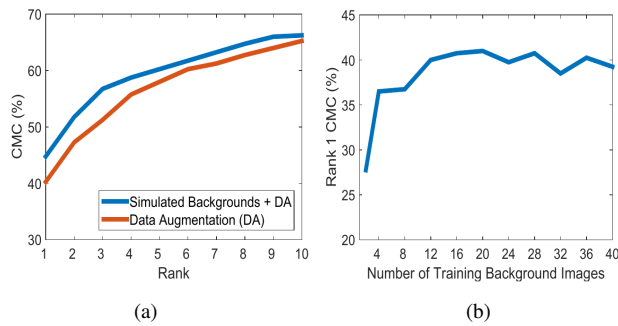 70
60
50
40
30
CMC (%)
Simulated Backgrounds + DA
Data Augmentation (DA)
1 2 3 4 5 6 7 8 9 10
Rank
(a)
45
40
35
30
25
20
Rank 1 CMC (%)
4 8 12 16 20 24 28 32 36 40
Number of Training Background Images
(b)